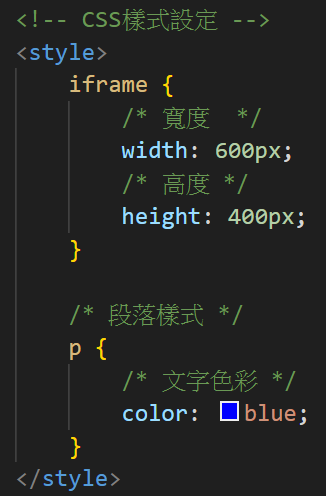 <!-- CSS樣式設定 -->
<style>
    iframe {
        /* 寬度  */
        width: 600px;
        /* 高度 */
        height: 400px;
    }

    /* 段落樣式 */
    p {
        /* 文字色彩 */
        color: blue;
    }
</style>